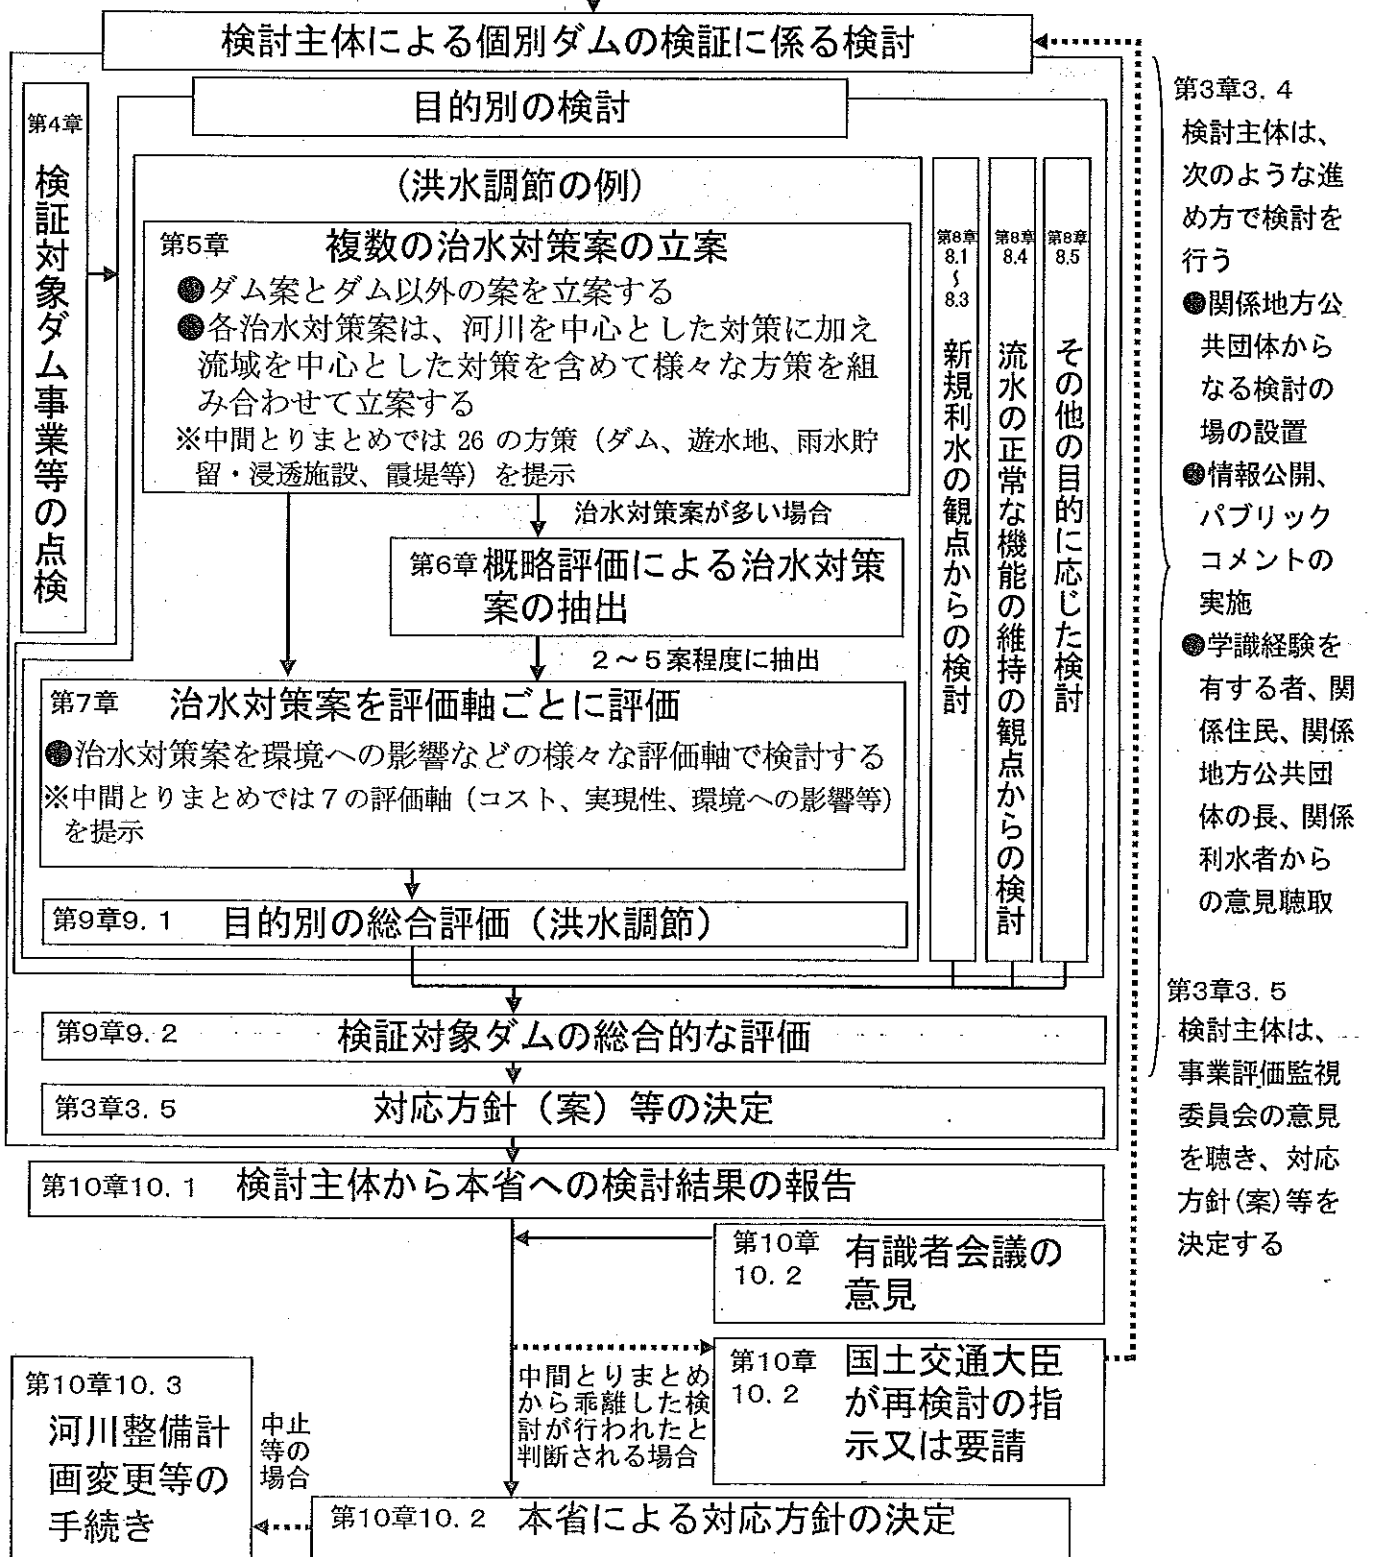 検討主体による個別ダムの検証に係る検討
第4章
検証対象ダム事業等の点検
目的別の検討
(洪水調節の例)
第5章 複数の治水対策案の立案
●ダム案とダム以外の案を立案する
●各治水対策案は、河川を中心とした対策に加え
流域を中心とした対策を含めて様々な方策を組
み合わせて立案する
※中間とりまとめでは 26 の方策（ダム、遊水地、雨水貯
留・浸透施設、霞堤等）を提示
治水対策案が多い場合
第6章 概略評価による治水対策
案の抽出
2～5案程度に抽出
第7章 治水対策案を評価軸ごとに評価
●治水対策案を環境への影響などの様々な評価軸で検討する
※中間とりまとめでは7の評価軸（コスト、実現性、環境への影響等）
を提示
第9章9.1 目的別の総合評価（洪水調節）
第8章
8.1
～
8.3
新規利水の観点からの検討
第8章
8.4
流水の正常な機能の維持の観点からの検討
第8章
8.5
その他の目的に応じた検討
第9章9.2 検証対象ダムの総合的な評価
第3章3.5 対応方針（案）等の決定
第10章10.1 検討主体から本省への検討結果の報告
第10章
10.2
有識者会議の
意見
中間とりまとめ
から乖離した検
討が行われたと
判断される場合
第10章
10.2
国土交通大臣
が再検討の指
示又は要請
第10章10.2 本省による対応方針の決定
中止
等の
場合
第10章10.3
河川整備計
画変更等の
手続き
第3章3.4
検討主体は、
次のような進
め方で検討を
行う
●関係地方公
共団体から
なる検討の
場の設置
●情報公開、
パブリック
コメントの
実施
●学識経験を
有する者、関
係住民、関係
地方公共団
体の長、関係
利水者から
の意見聴取
第3章3.5
検討主体は、
事業評価監視
委員会の意見
を聴き、対応
方針(案)等を
決定する